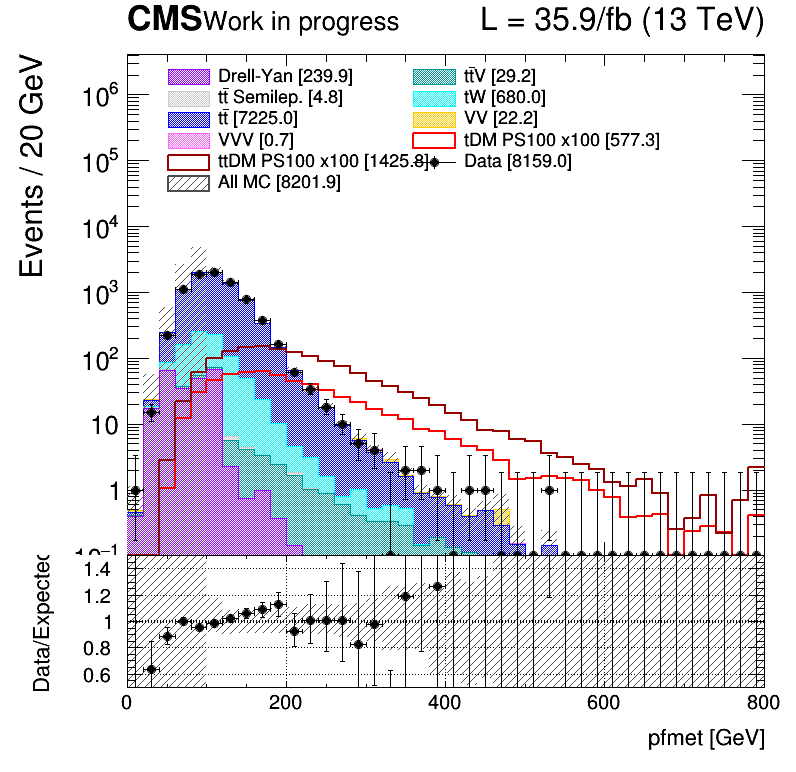 CMS Work in progress L = 35.9/fb (13 TeV)
Events / 20 GeV
Drell-Yan [239.9] tt̄V [29.2]
tt̄ Semilep. [4.8] tW [680.0]
tt̄ [7225.0] VV [22.2]
VVV [0.7] tDM PS100 x100 [577.3]
ttDM PS100 x100 [1425.8] Data [8159.0]
All MC [8201.9]
10⁶
10⁵
10⁴
10³
10²
10
1
10⁻¹
Data/Expected
1.4
1.2
1
0.8
0.6
0 200 400 600 800
pfmet [GeV]